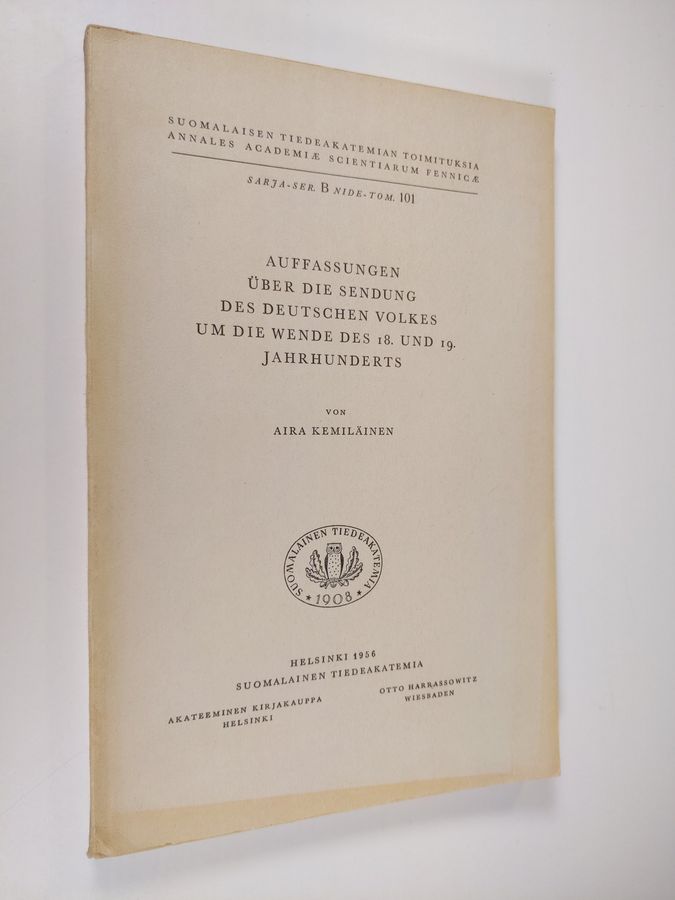 SUOMALAISEN TIEDEAKATEMIAN TOIMITUKSIA
ANNALES ACADEMIÆ SCIENTIARUM FENNICÆ
SARJA-SER. B NIDE-TOM. 101
AUFFASSUNGEN
ÜBER DIE SENDUNG
DES DEUTSCHEN VOLKES
UM DIE WENDE DES 18. UND 19.
JAHRHUNDERTS
VON
AIRA KEMILÄINEN
SUOMALAINEN TIEDEAKATEMIA
* 1908 *
HELSINKI 1956
SUOMALAINEN TIEDEAKATEMIA
AKATEEMINEN KIRJAKAUPPA
HELSINKI
OTTO HARRASSOWITZ
WIESBADEN